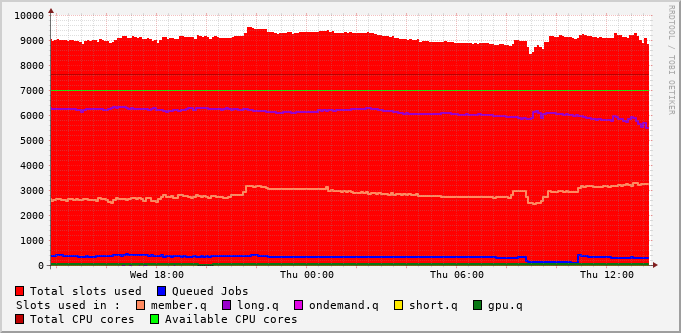 10000
9000
8000
7000
6000
5000
4000
3000
2000
1000
0
Wed 18:00 Thu 00:00 Thu 06:00 Thu 12:00
Total slots used Queued Jobs
Slots used in : member.q long.q ondemand.q short.q gpu.q
Total CPU cores Available CPU cores
RRDTOOL / TOBI OETIKER